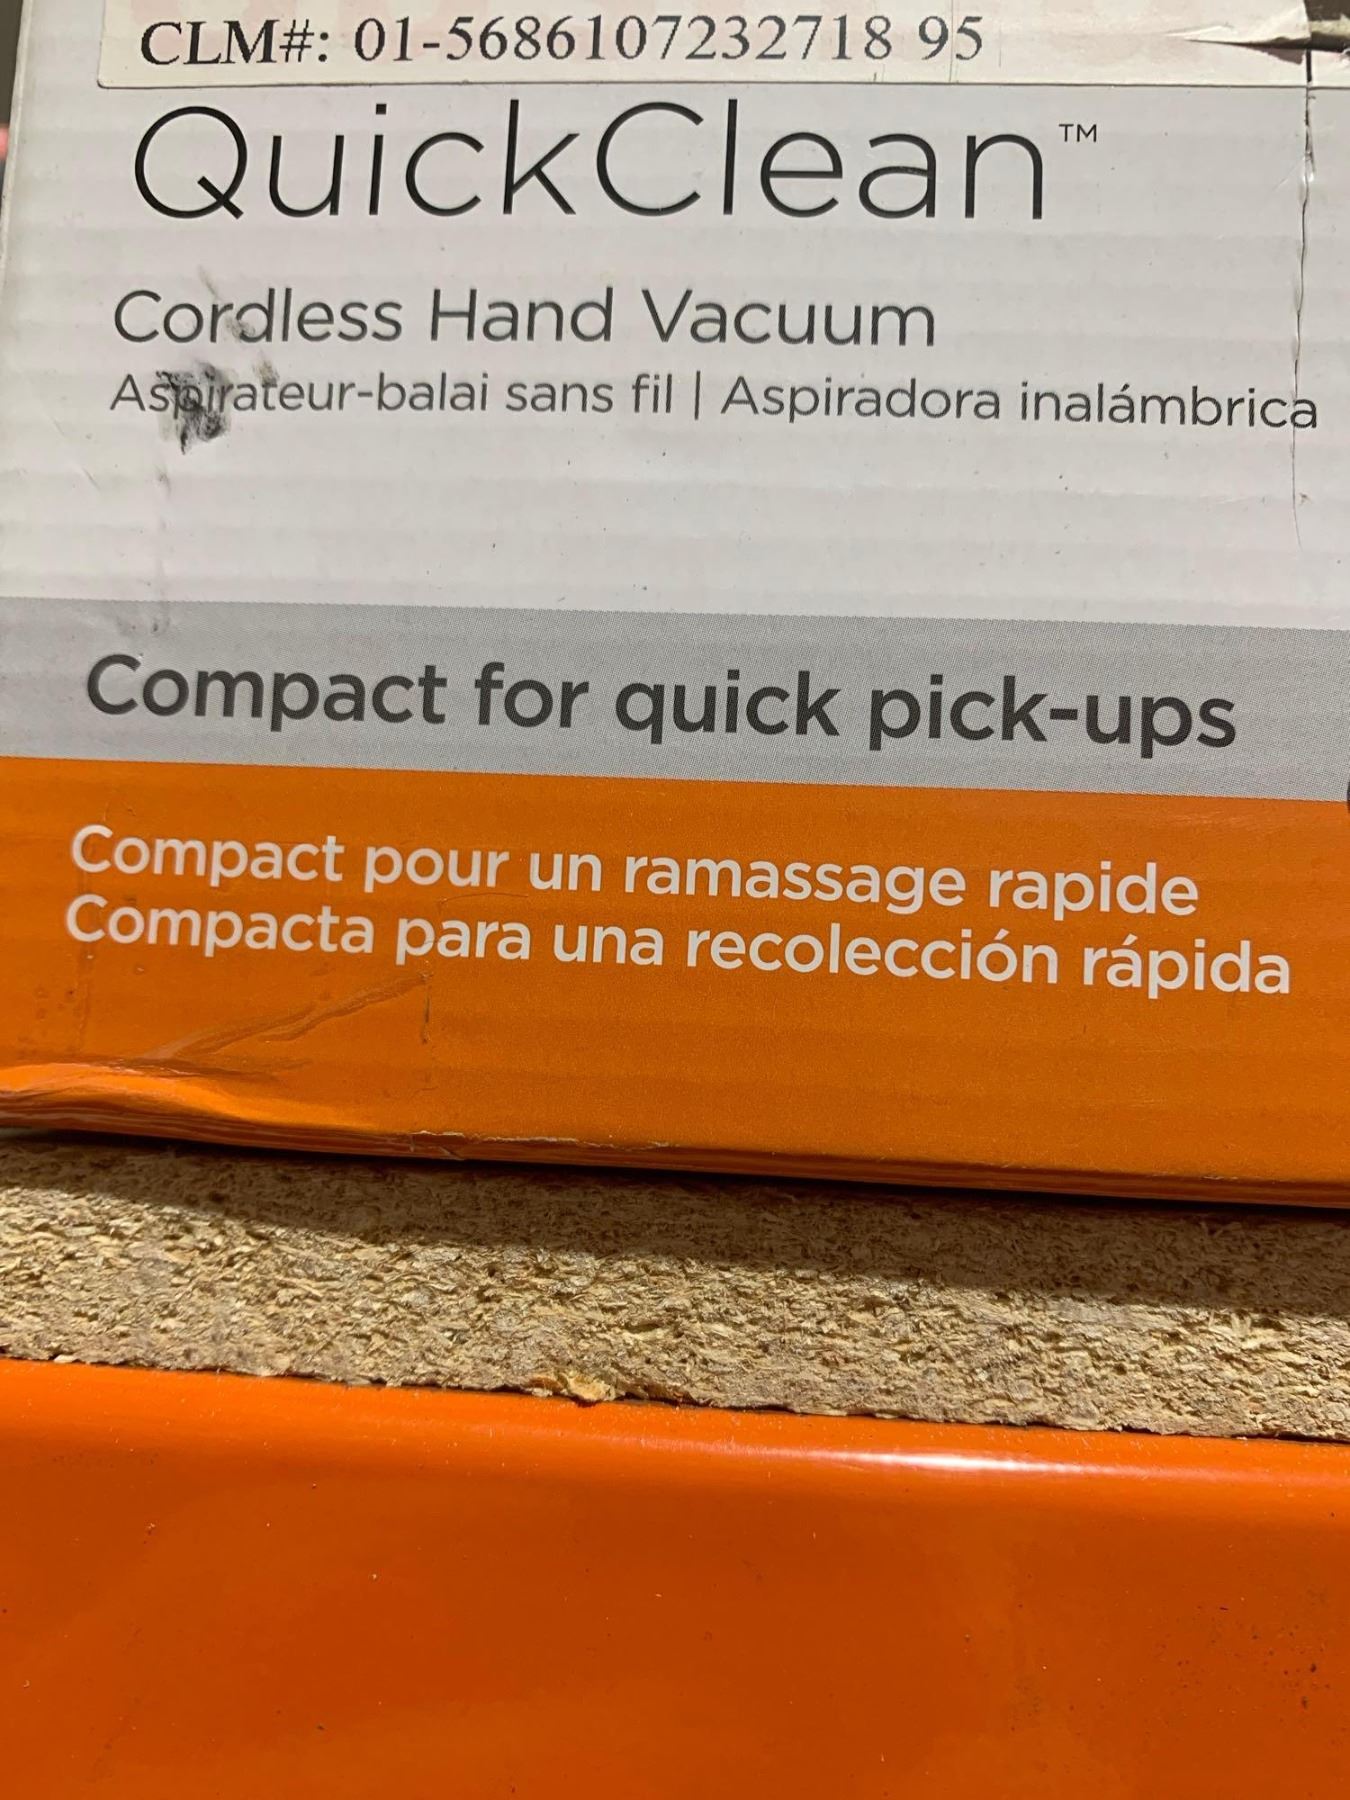 CLM#: 01-5686107232718 95
QuickClean™
Cordless Hand Vacuum
Aspirateur-balai sans fil | Aspiradora inalámbrica
Compact for quick pick-ups
Compact pour un ramassage rapide
Compacta para una recolección rápida